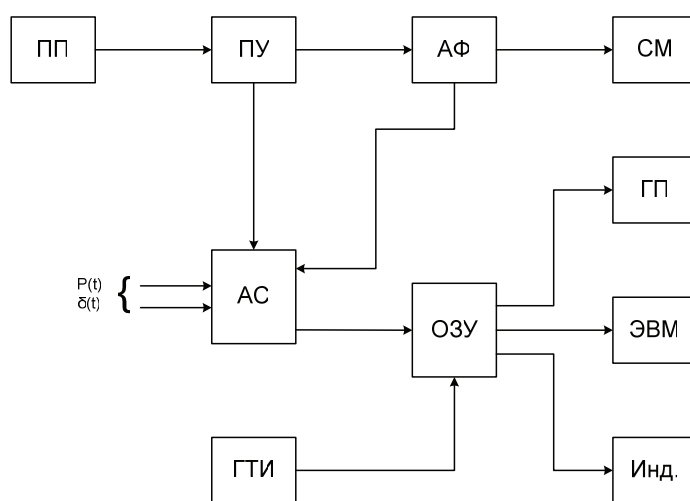 ПП
ПУ
АФ
СМ
ГП
P(t)
δ(t)
{
АС
ОЗУ
ЭВМ
ГТИ
Инд.